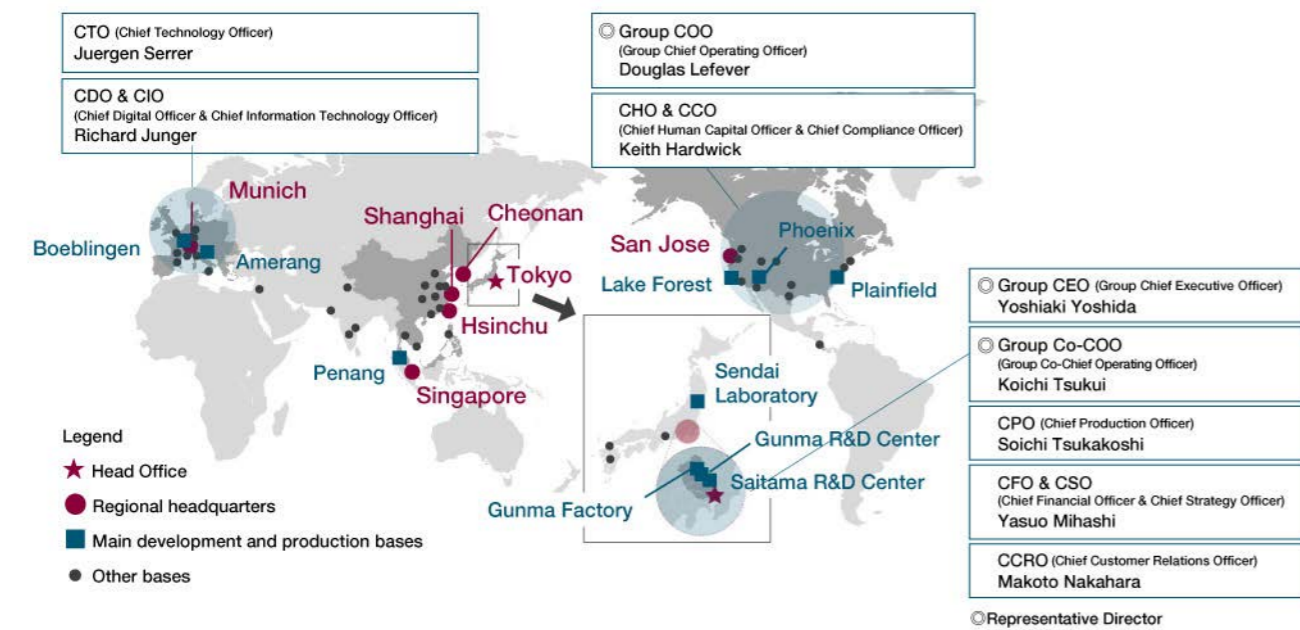 CTO (Chief Technology Officer)
Juergen Serrer
CDO & CIO
(Chief Digital Officer & Chief Information Technology Officer)
Richard Junger
◎ Group COO
(Group Chief Operating Officer)
Douglas Lefever
CHO & CCO
(Chief Human Capital Officer & Chief Compliance Officer)
Keith Hardwick
Munich
Boeblingen
Amerang
Shanghai
Cheonan
Tokyo
Hsinchu
Penang
Singapore
San Jose
Phoenix
Lake Forest
Plainfield
Sendai
Laboratory
Gunma R&D Center
Saitama R&D Center
Gunma Factory
◎ Group CEO (Group Chief Executive Officer)
Yoshiaki Yoshida
◎ Group Co-COO
(Group Co-Chief Operating Officer)
Koichi Tsukui
CPO (Chief Production Officer)
Soichi Tsukakoshi
CFO & CSO
(Chief Financial Officer & Chief Strategy Officer)
Yasuo Mihashi
CCRO (Chief Customer Relations Officer)
Makoto Nakahara
◎Representative Director
Legend
Head Office
Regional headquarters
Main development and production bases
Other bases